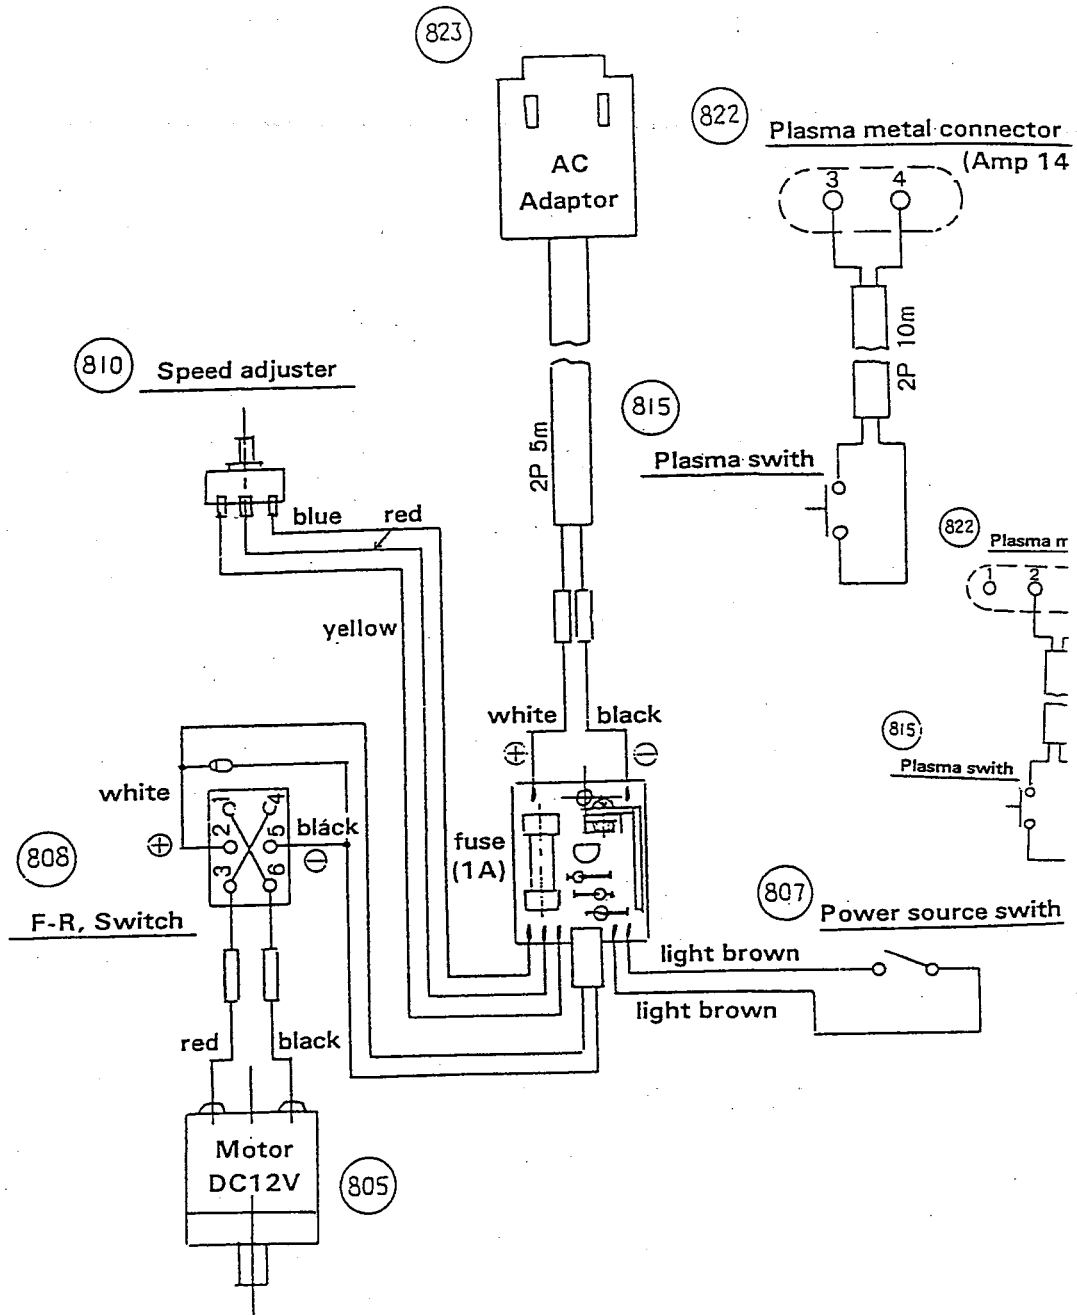 823
AC
Adaptor
822
Plasma metal connector
(Amp 14
3 4
2P 10m
810
Speed adjuster
815
Plasma swith
2P 5m
blue
red
yellow
822
Plasma
1 2
815
Plasma swith
white
black
⊕
⊖
white
⊕
black
⊖
1 4
2 5
3 6
808
F-R, Switch
fuse
(1A)
807
Power source swith
light brown
light brown
red
black
Motor
DC12V
805